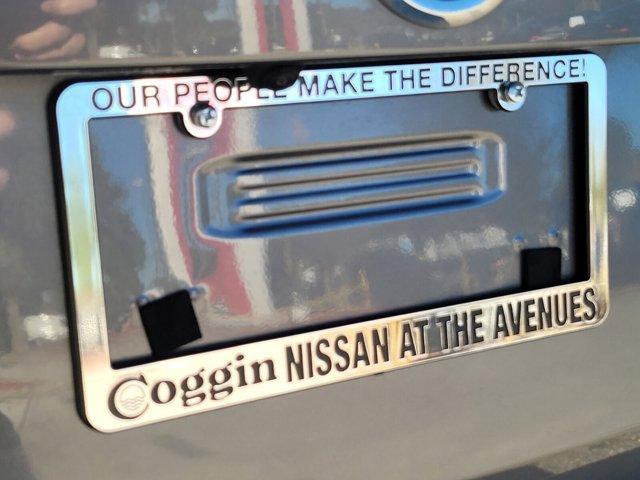 OUR PEOPLE MAKE THE DIFFERENCE!
Coggin NISSAN AT THE AVENUES